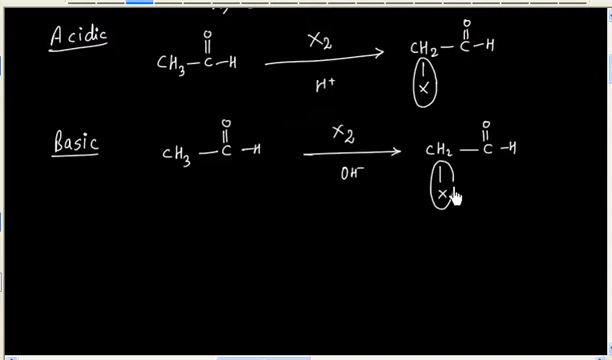 Acidic
O O
CH3 — C — H X2 CH2 — C — H
H+ X
Basic
O O
CH3 — C — H X2 CH2 — C — H
OH- X